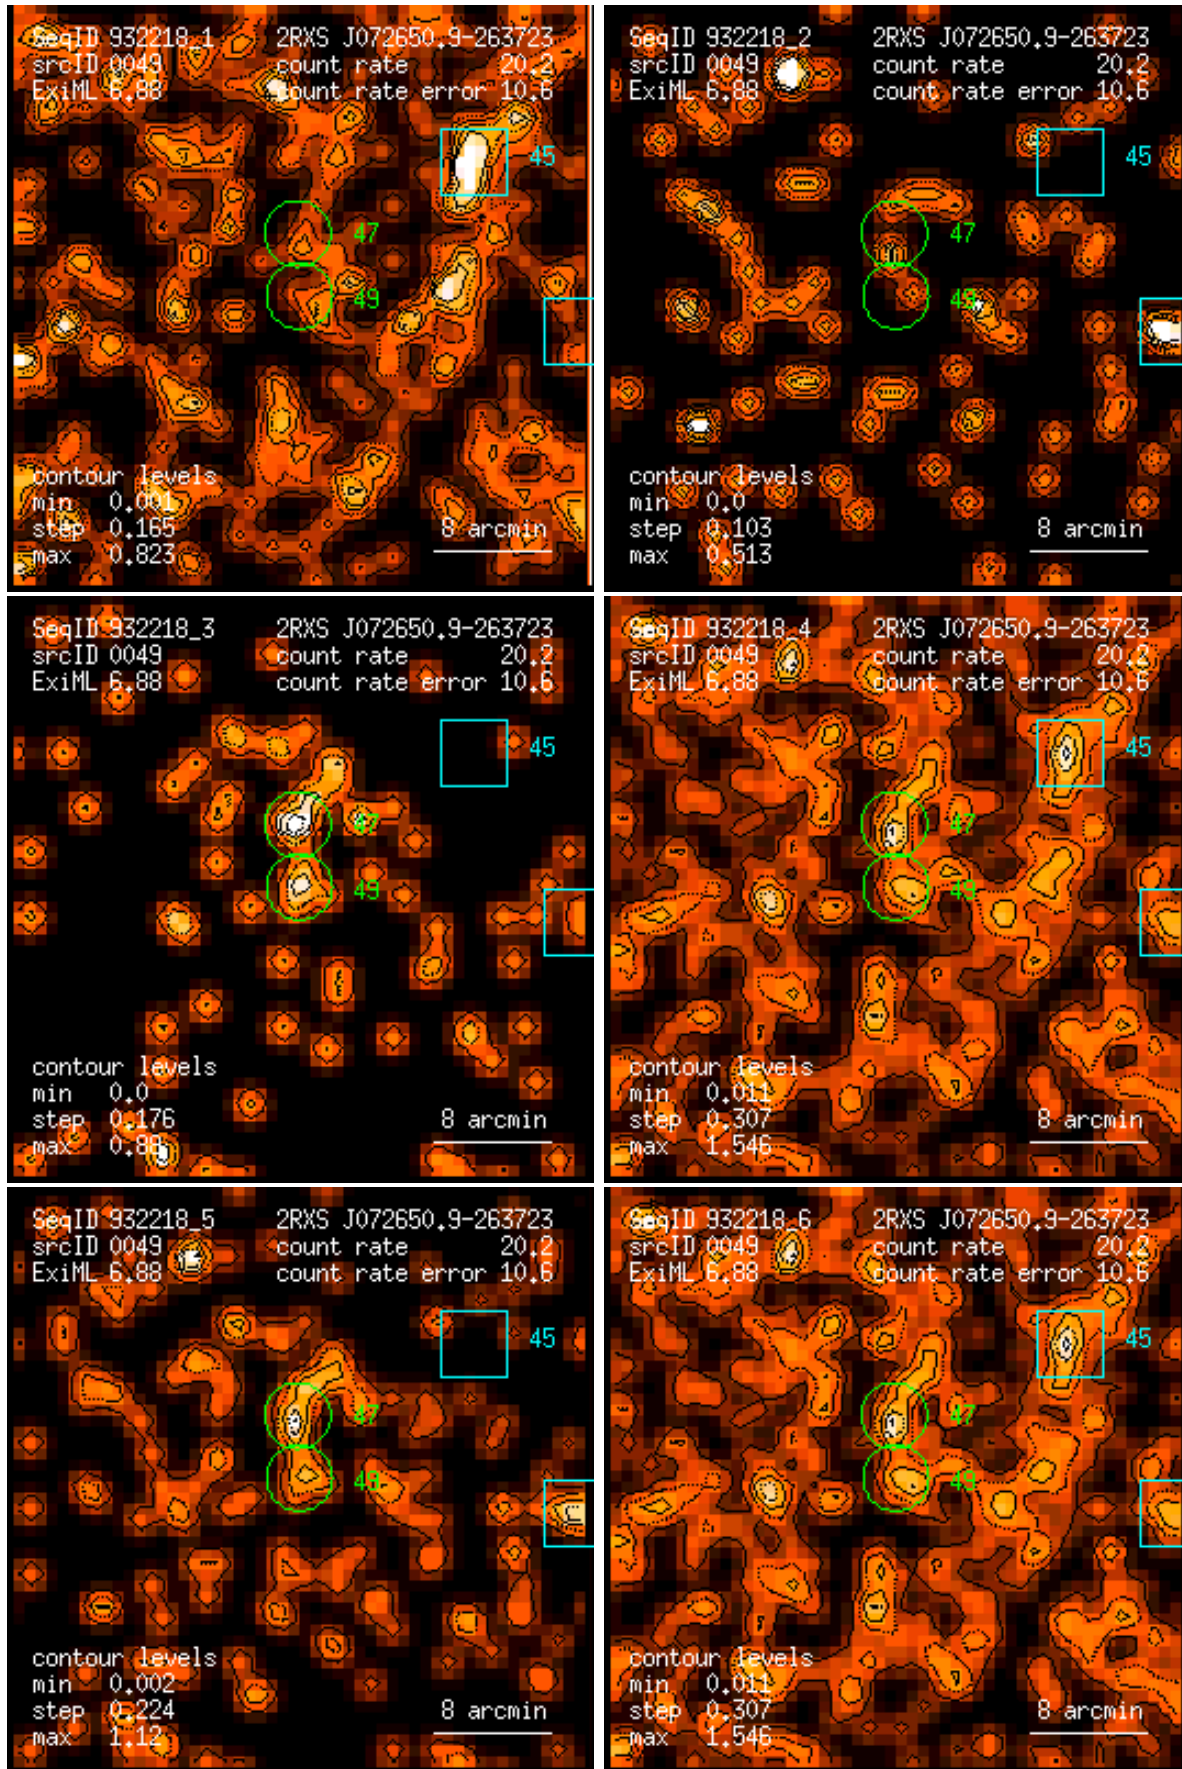 SeqID 932218_1 2RXS J072650.9-263723
srcID 0049 count rate 20.2
ExiML 6.88 count rate error 10.6
45
47
49
contour levels
min 0.001
step 0.165 8 arcmin
max 0.823
SeqID 932218_2 2RXS J072650.9-263723
srcID 0049 count rate 20.2
ExiML 6.88 count rate error 10.6
45
47
49
contour levels
min 0.0
step 0.103 8 arcmin
max 0.513
SeqID 932218_3 2RXS J072650.9-263723
srcID 0049 count rate 20.2
ExiML 6.88 count rate error 10.6
45
47
49
contour levels
min 0.0
step 0.176 8 arcmin
max 0.88
SeqID 932218_4 2RXS J072650.9-263723
srcID 0049 count rate 20.2
ExiML 6.88 count rate error 10.6
45
47
49
contour levels
min 0.011
step 0.307 8 arcmin
max 1.546
SeqID 932218_5 2RXS J072650.9-263723
srcID 0049 count rate 20.2
ExiML 6.88 count rate error 10.6
45
47
49
contour levels
min 0.002
step 0.224 8 arcmin
max 1.12
SeqID 932218_6 2RXS J072650.9-263723
srcID 0049 count rate 20.2
ExiML 6.88 count rate error 10.6
45
47
49
contour levels
min 0.011
step 0.307 8 arcmin
max 1.546